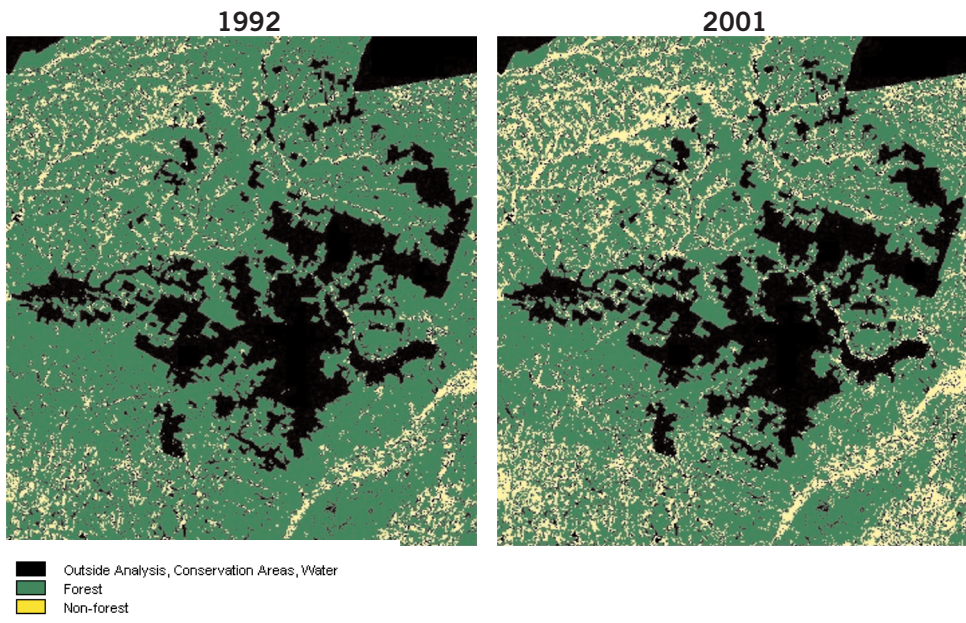 1992
2001
Outside Analysis, Conservation Areas, Water
Forest
Non-forest